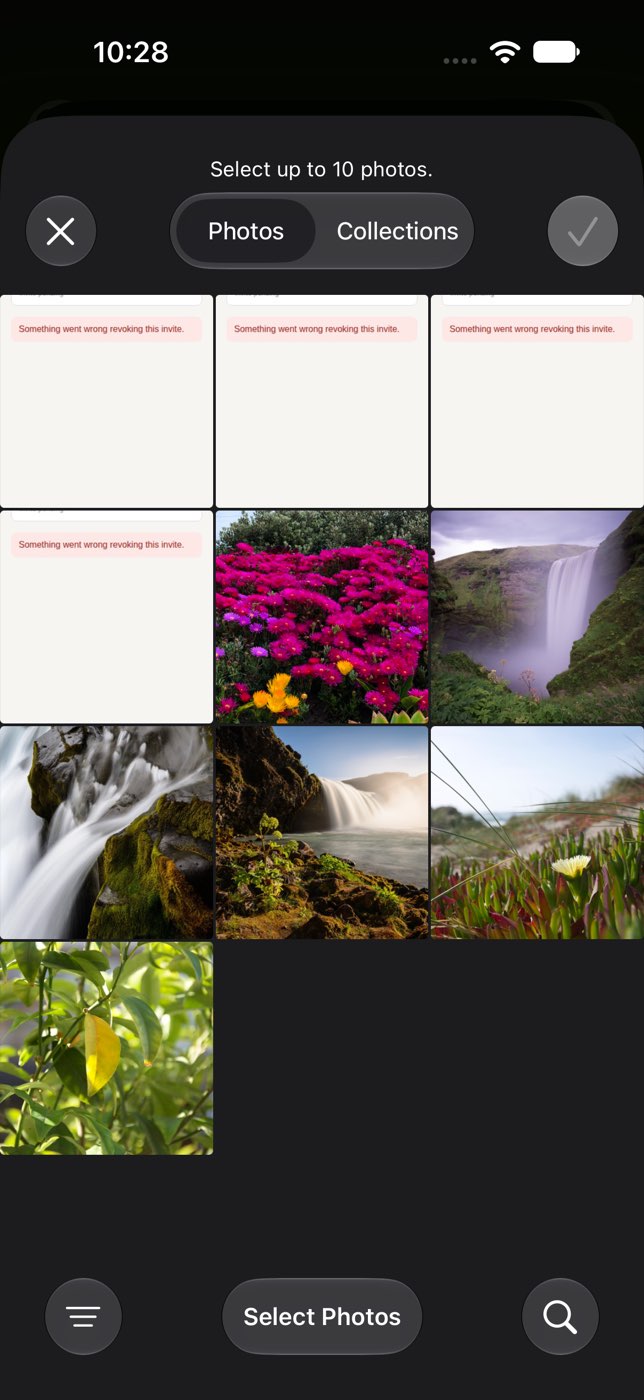 10:28
Select up to 10 photos.
Photos
Collections
Something went wrong revoking this invite.
Something went wrong revoking this invite.
Something went wrong revoking this invite.
Something went wrong revoking this invite.
Select Photos